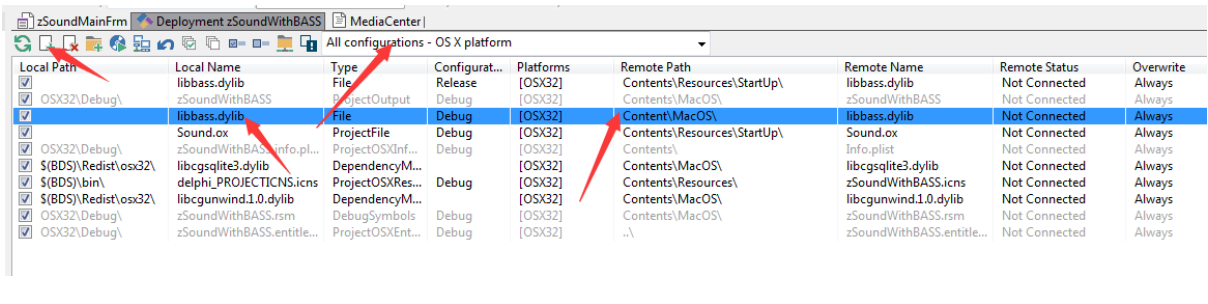 zSoundMainFrm Deployment zSoundWithBASS MediaCenter
All configurations - OS X platform
Local Path Local Name Type Configurat... Platforms Remote Path Remote Name Remote Status Overwrite
libbass.dylib File Release [OSX32] Contents\Resources\StartUp\ libbass.dylib Not Connected Always
OSX32\Debug\ zSoundWithBASS ProjectOutput Debug [OSX32] Contents\MacOS\ zSoundWithBASS Not Connected Always
libbass.dylib File Debug [OSX32] Content\MacOS\ libbass.dylib Not Connected Always
Sound.ox ProjectFile Debug [OSX32] Contents\Resources\StartUp\ Sound.ox Not Connected Always
OSX32\Debug\ zSoundWithBASS.info.pl... ProjectOSXInf... Debug [OSX32] Contents\ Info.plist Not Connected Always
$(BDS)\Redist\osx32\ libcgsqlite3.dylib DependencyM... [OSX32] Contents\MacOS\ libcgsqlite3.dylib Not Connected Always
$(BDS)\bin\ delphi_PROJECTICNS.icns ProjectOSXRes... Debug [OSX32] Contents\Resources\ zSoundWithBASS.icns Not Connected Always
$(BDS)\Redist\osx32\ libcgunwind.1.0.dylib DependencyM... [OSX32] Contents\MacOS\ libcgunwind.1.0.dylib Not Connected Always
OSX32\Debug\ zSoundWithBASS.rsm DebugSymbols Debug [OSX32] Contents\MacOS\ zSoundWithBASS.rsm Not Connected Always
OSX32\Debug\ zSoundWithBASS.entitle... ProjectOSXEnt... Debug [OSX32] ..\ zSoundWithBASS.entitle... Not Connected Always